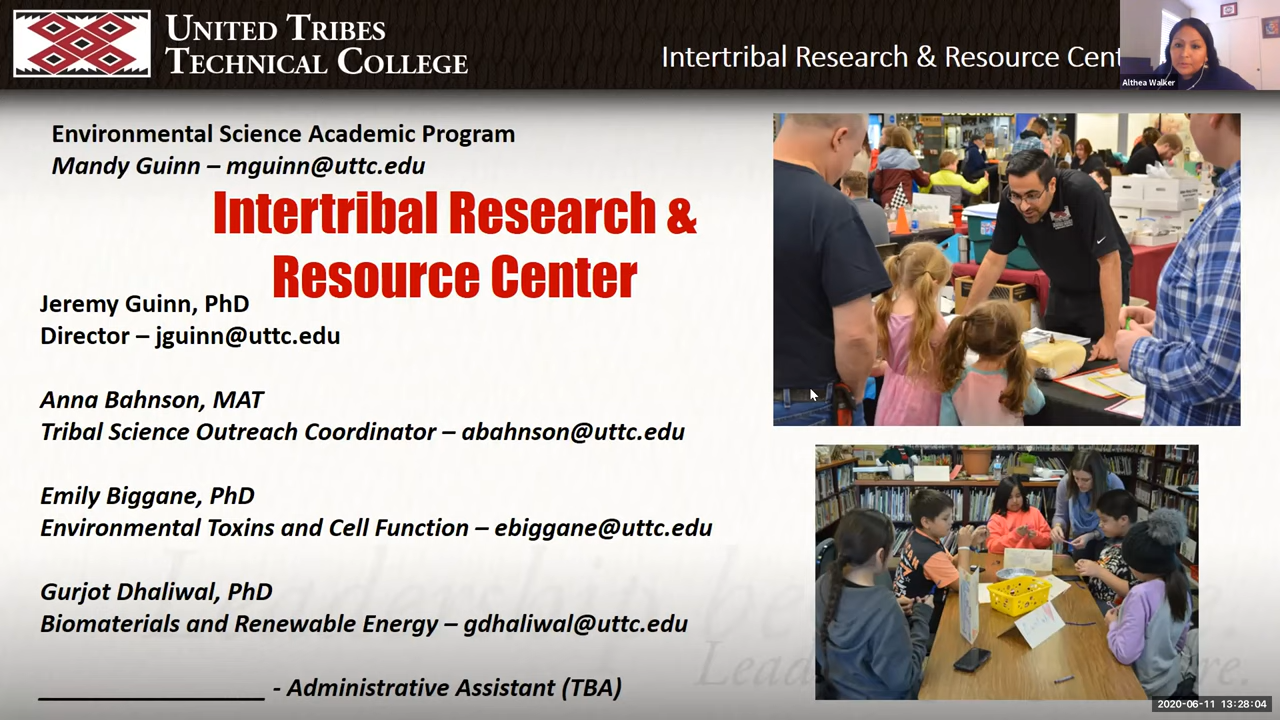 UNITED TRIBES
TECHNICAL COLLEGE
Intertribal Research & Resource Cent
Althea Walker
Environmental Science Academic Program
Mandy Guinn – mguinn@uttc.edu
Intertribal Research &
Resource Center
Jeremy Guinn, PhD
Director – jguinn@uttc.edu
Anna Bahnson, MAT
Tribal Science Outreach Coordinator – abahnson@uttc.edu
Emily Biggane, PhD
Environmental Toxins and Cell Function – ebiggane@uttc.edu
Gurjot Dhaliwal, PhD
Biomaterials and Renewable Energy – gdhaliwal@uttc.edu
_________________ - Administrative Assistant (TBA)
2020-06-11 13:28:04